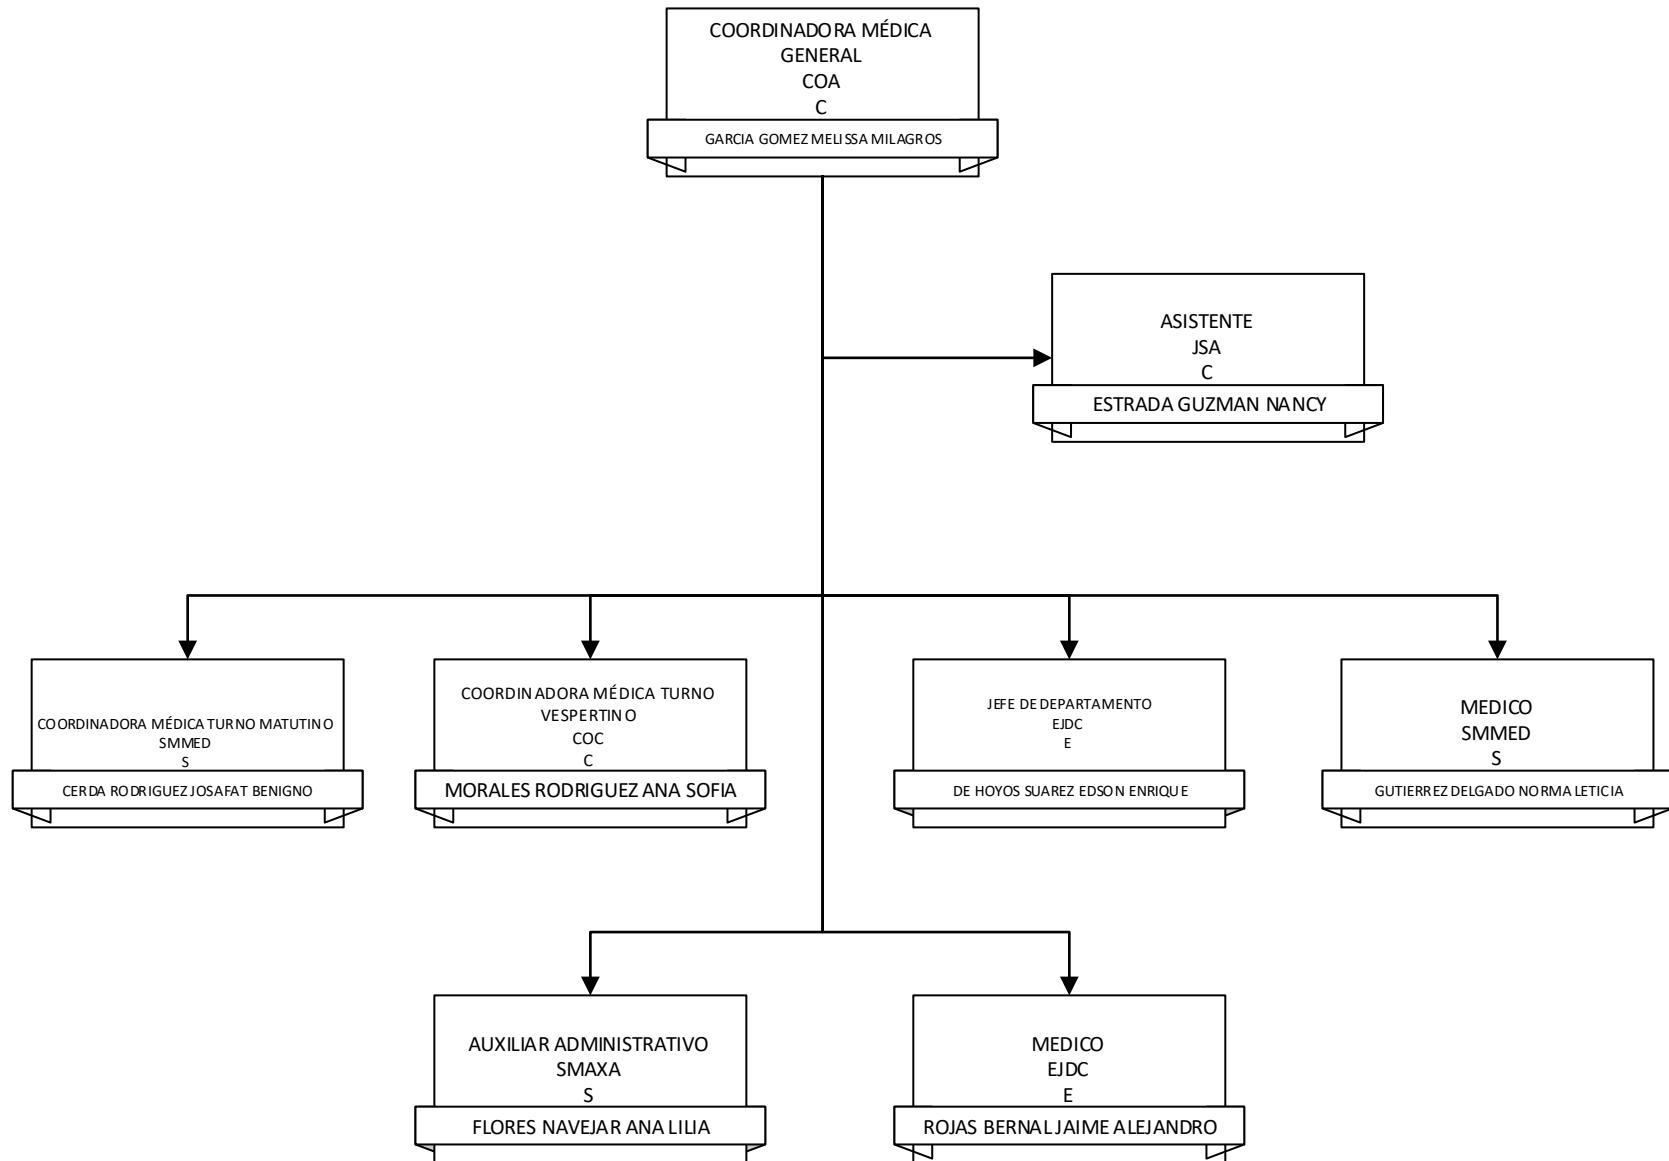 COORDINADORA MÉDICA
GENERAL
COA
C
GARCIA GOMEZ MELISSA MILAGROS
ASISTENTE
JSA
C
ESTRADA GUZMAN NANCY
COORDINADORA MÉDICA TURNO MATUTINO
SMMED
S
CERDA RODRIGUEZ JOSAFAT BENIGNO
COORDINADORA MÉDICA TURNO
VESPERTINO
COC
C
MORALES RODRIGUEZ ANA SOFIA
JEFE DE DEPARTAMENTO
EJDC
E
DE HOYOS SUAREZ EDSON ENRIQUE
MEDICO
SMMED
S
GUTIERREZ DELGADO NORMA LETICIA
AUXILIAR ADMINISTRATIVO
SMAXA
S
FLORES NAVEJAR ANA LILIA
MEDICO
EJDC
E
ROJAS BERNAL JAIME ALEJANDRO